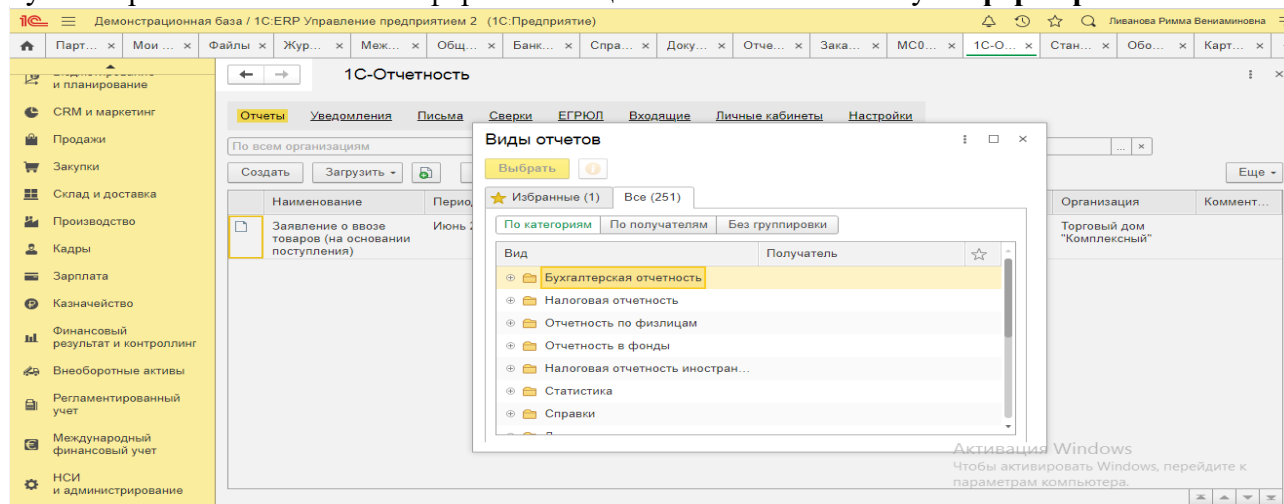 Демонстрационная база / 1С:ERP Управление предприятием 2 (1С:Предприятие)
Ливанова Римма Вениаминовна
Парт... × Мои ... × Файлы × Жур... × Меж... × Общ... × Банк... × Спра... × Доку... × Отче... × Зака... × МС0... × 1С-О... × Стан... × Обо... × Карт... ×
и планирование
CRM и маркетинг
Продажи
Закупки
Склад и доставка
Производство
Кадры
Зарплата
Казначейство
Финансовый
результат и контроллинг
Внеоборотные активы
Регламентированный
учет
Международный
финансовый учет
НСИ
и администрирование
1С-Отчетность
Отчеты Уведомления Письма Сверки ЕГРЮЛ Входящие Личные кабинеты Настройки
По всем организациям
Создать Загрузить Еще
Наименование Перио Организация Коммент...
Заявление о ввозе
товаров (на основании
поступления)
Июнь
Торговый дом
"Комплексный"
Виды отчетов
Выбрать
Избранные (1) Все (251)
По категориям По получателям Без группировки
Вид Получатель
Бухгалтерская отчетность
Налоговая отчетность
Отчетность по физлицам
Отчетность в фонды
Налоговая отчетность иностран...
Статистика
Справки
Активация Windows
Чтобы активировать Windows, перейдите к
параметрам компьютера.